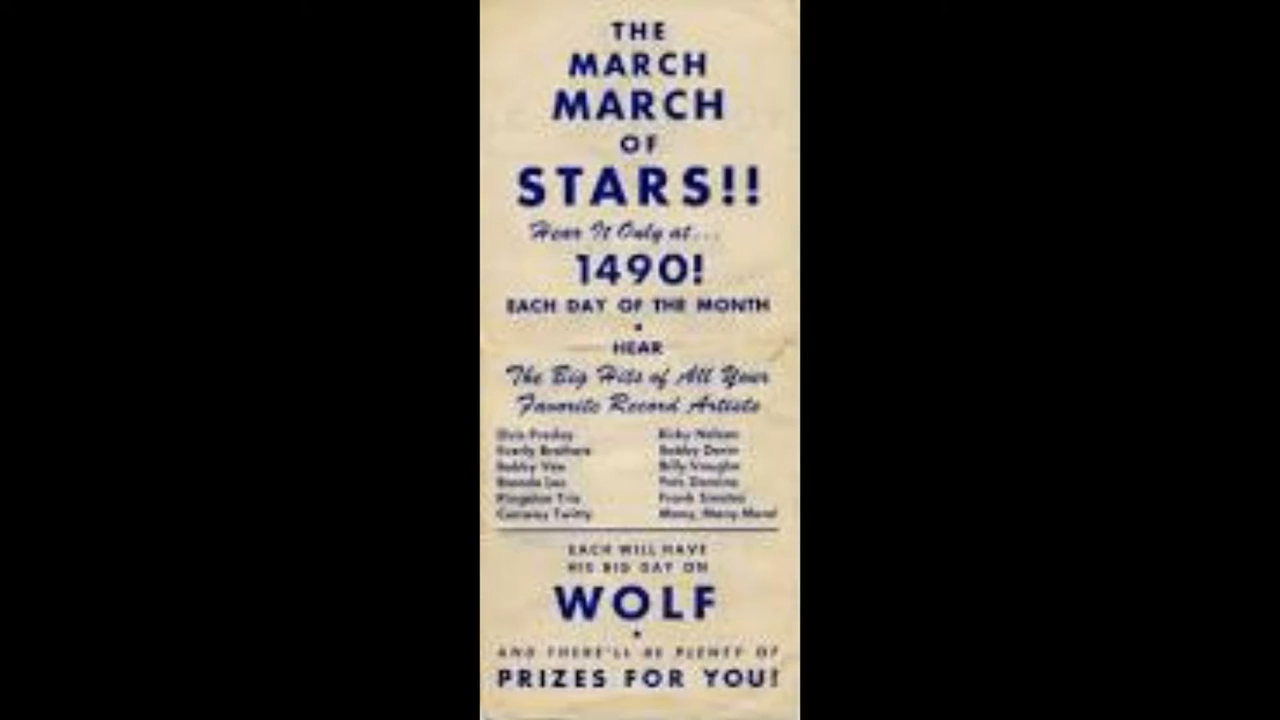 THE
MARCH
MARCH
OF
STARS!!
Hear It Only at...
1490!
EACH DAY OF THE MONTH
HEAR
The Big Hits of All Your
Favorite Record Artists
Elvis Presley
Everly Brothers
Bobby Vee
Brenda Lee
Kingston Trio
Conway Twitty
Ricky Nelson
Bobby Darin
Billy Vaughn
Fats Domino
Frank Sinatra
Many, Many More!
EACH WILL HAVE
HIS BIG DAY ON
WOLF
AND THERE'LL BE PLENTY OF
PRIZES FOR YOU!